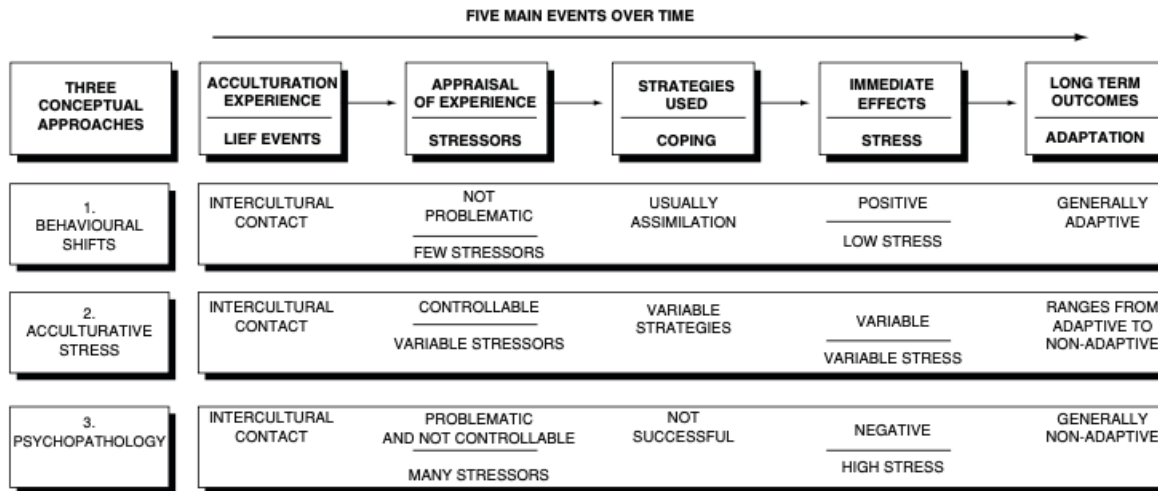 FIVE MAIN EVENTS OVER TIME
THREE
CONCEPTUAL
APPROACHES
ACCULTURATION
EXPERIENCE
LIEF EVENTS
APPRAISAL
OF EXPERIENCE
STRESSORS
STRATEGIES
USED
COPING
IMMEDIATE
EFFECTS
STRESS
LONG TERM
OUTCOMES
ADAPTATION
1.
BEHAVIOURAL
SHIFTS
INTERCULTURAL
CONTACT
NOT
PROBLEMATIC
FEW STRESSORS
USUALLY
ASSIMILATION
POSITIVE
LOW STRESS
GENERALLY
ADAPTIVE
2.
ACCULTURATIVE
STRESS
INTERCULTURAL
CONTACT
CONTROLLABLE
VARIABLE STRESSORS
VARIABLE
STRATEGIES
VARIABLE
VARIABLE STRESS
RANGES FROM
ADAPTIVE TO
NON-ADAPTIVE
3.
PSYCHOPATHOLOGY
INTERCULTURAL
CONTACT
PROBLEMATIC
AND NOT CONTROLLABLE
MANY STRESSORS
NOT
SUCCESSFUL
NEGATIVE
HIGH STRESS
GENERALLY
NON-ADAPTIVE